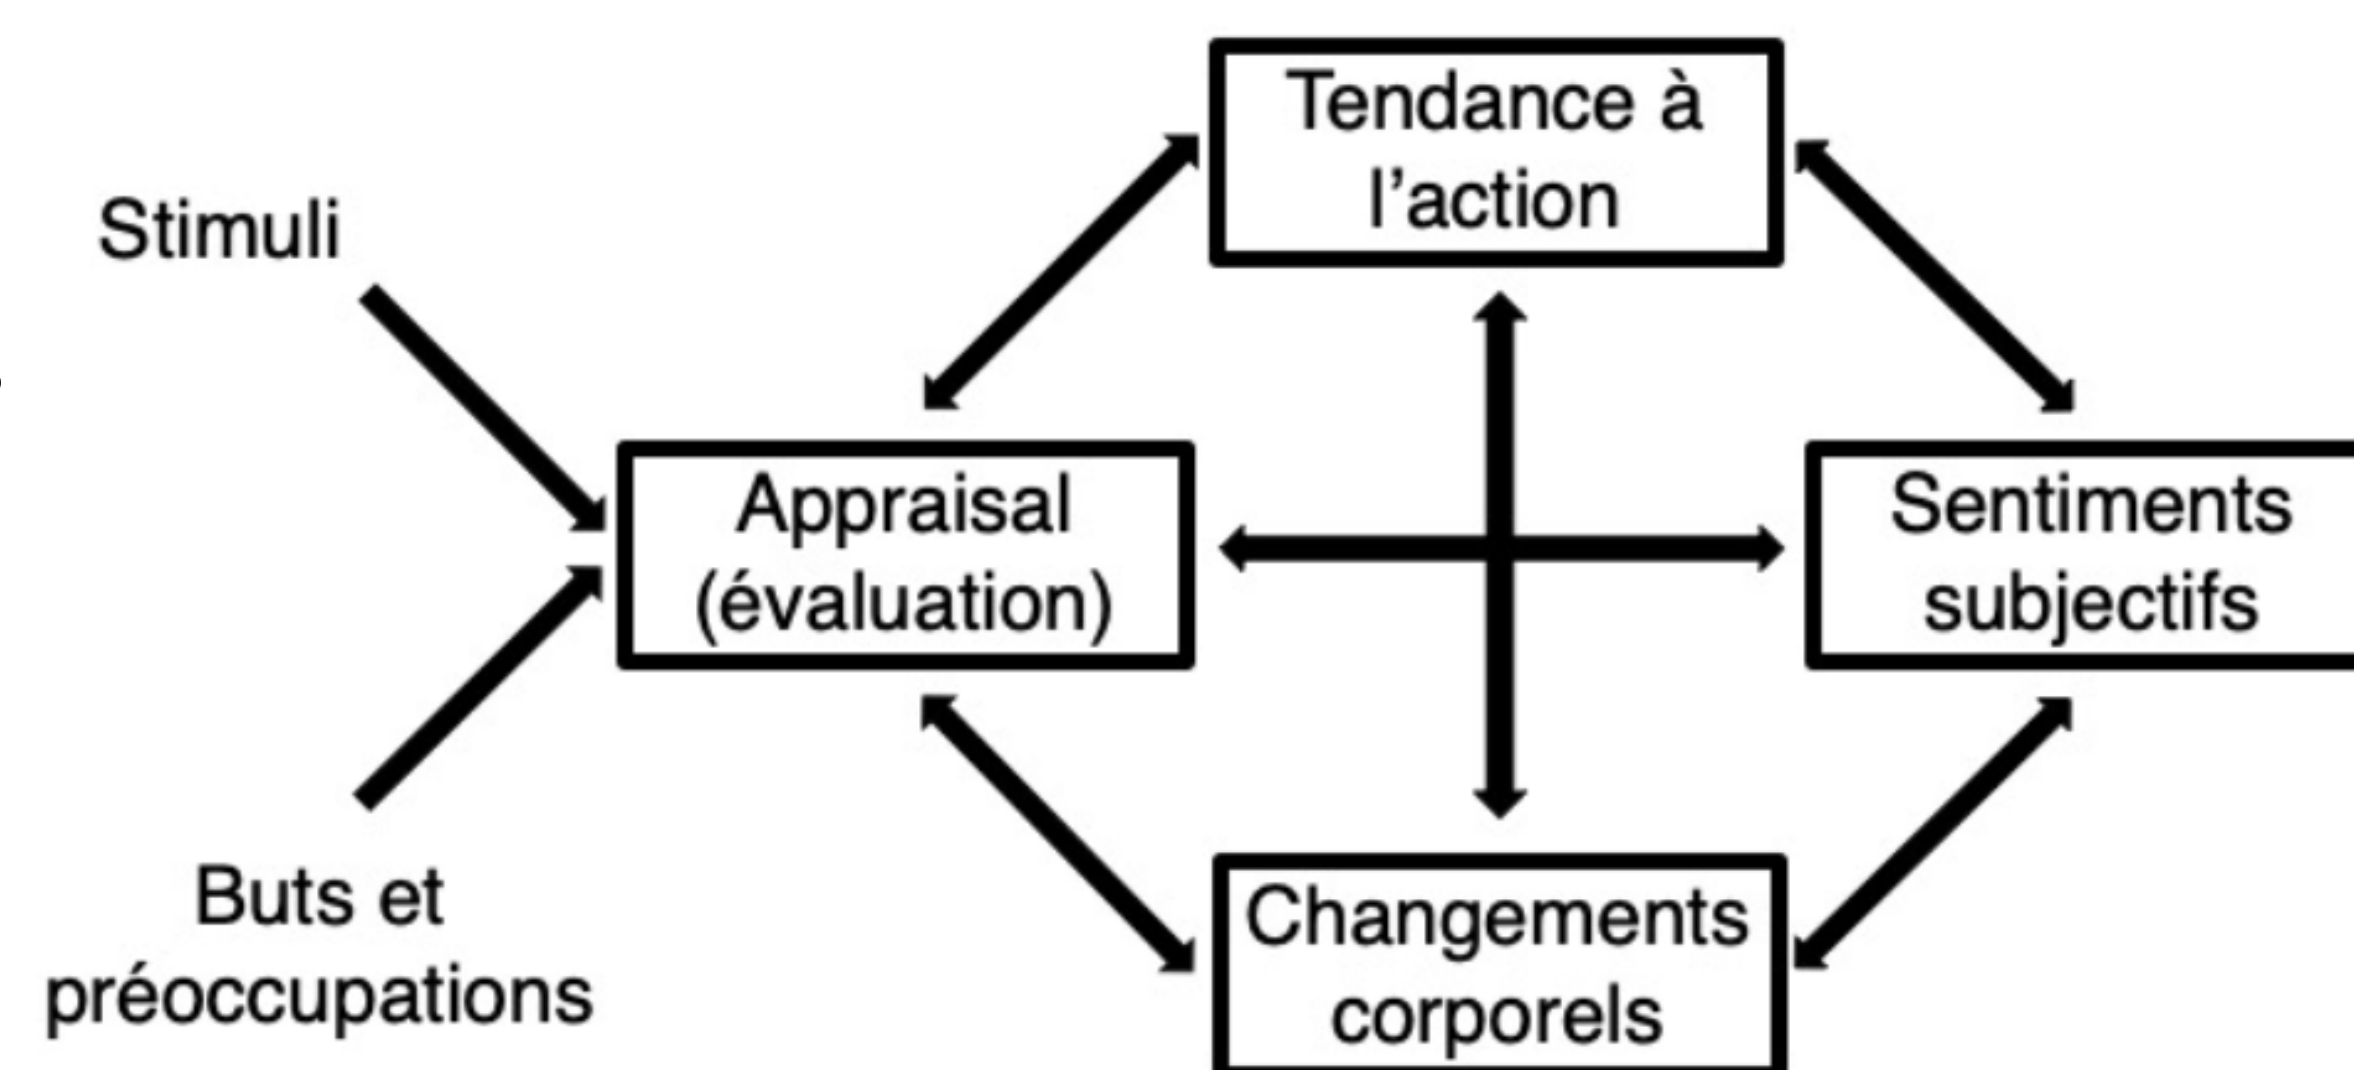 Tendance à
l’action
Stimuli
Appraisal
(évaluation)
Sentiments
subjectifs
Buts et
préoccupations
Changements
corporels